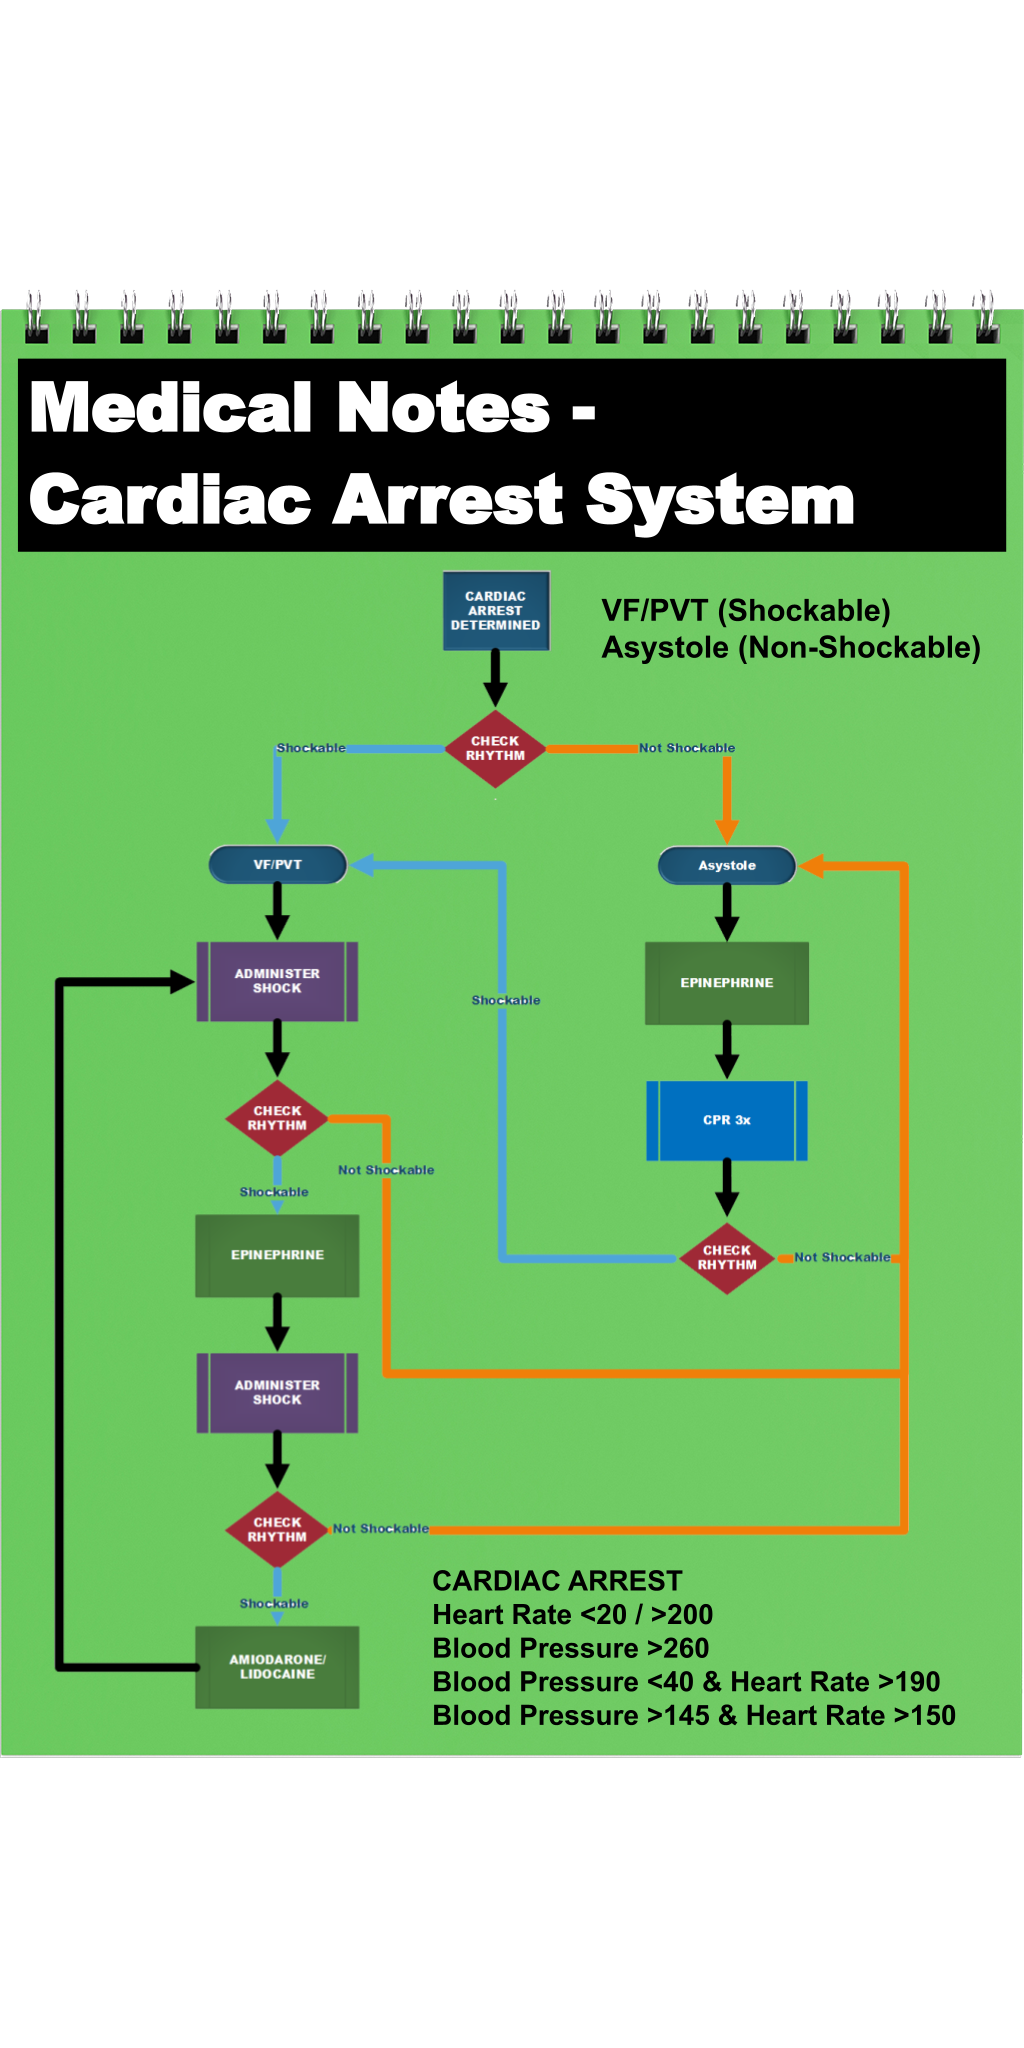 Medical Notes -
Cardiac Arrest System
CARDIAC
ARREST
DETERMINED
VF/PVT (Shockable)
Asystole (Non-Shockable)
CHECK
RHYTHM
Shockable
Not Shockable
VF/PVT
Asystole
ADMINISTER
SHOCK
EPINEPHRINE
Shockable
CHECK
RHYTHM
CPR 3x
Not Shockable
Shockable
EPINEPHRINE
CHECK
RHYTHM
Not Shockable
ADMINISTER
SHOCK
CHECK
RHYTHM
Not Shockable
Shockable
AMIODARONE/
LIDOCAINE
CARDIAC ARREST
Heart Rate <20 / >200
Blood Pressure >260
Blood Pressure <40 & Heart Rate >190
Blood Pressure >145 & Heart Rate >150